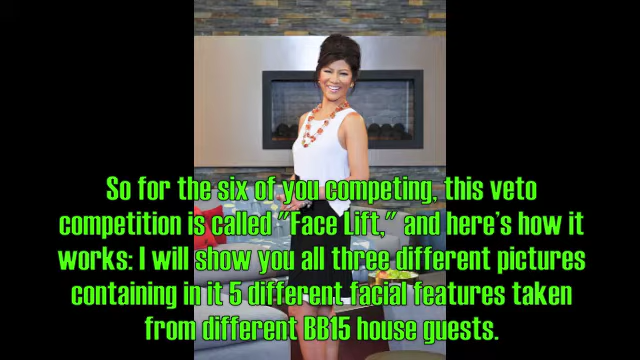 So for the six of you competing, this veto
competition is called "Face Lift," and here's how it
works: I will show you all three different pictures
containing in it 5 different facial features taken
from different BB15 house guests.